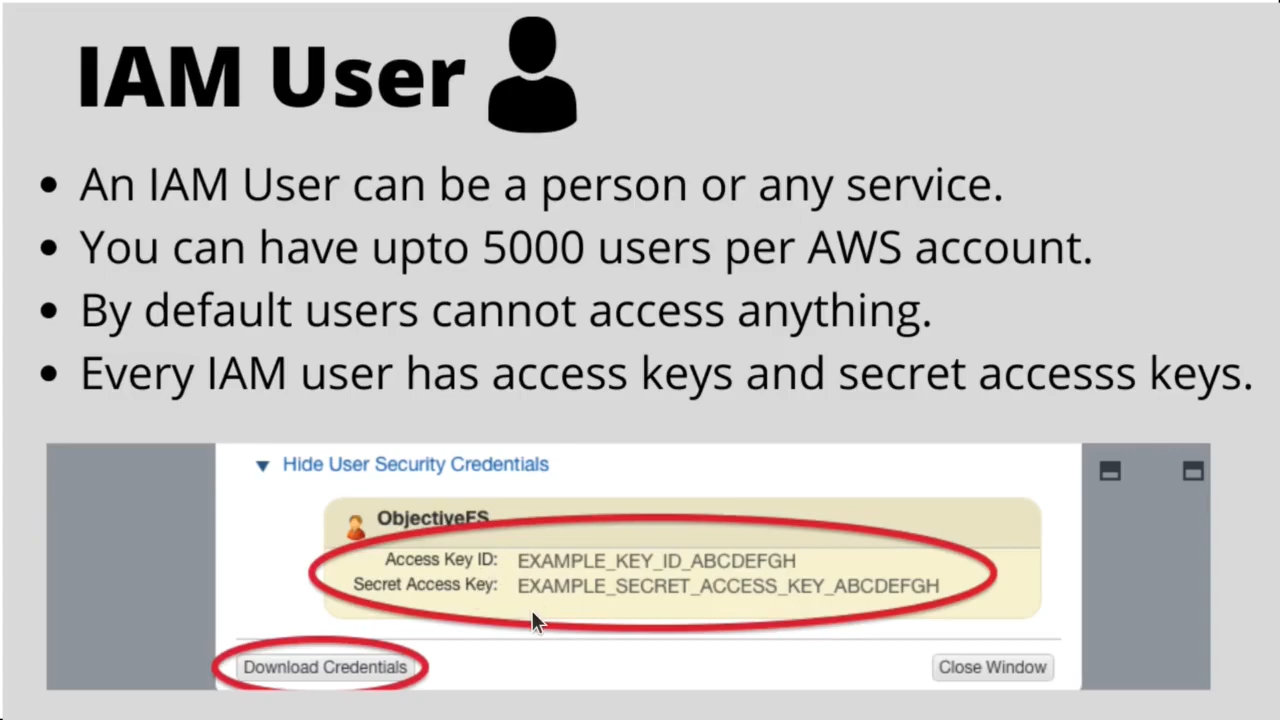 IAM User
• An IAM User can be a person or any service.
• You can have upto 5000 users per AWS account.
• By default users cannot access anything.
• Every IAM user has access keys and secret accesss keys.
Hide User Security Credentials
ObjectiveFS
Access Key ID: EXAMPLE_KEY_ID_ABCDEFGH
Secret Access Key: EXAMPLE_SECRET_ACCESS_KEY_ABCDEFGH
Download Credentials
Close Window